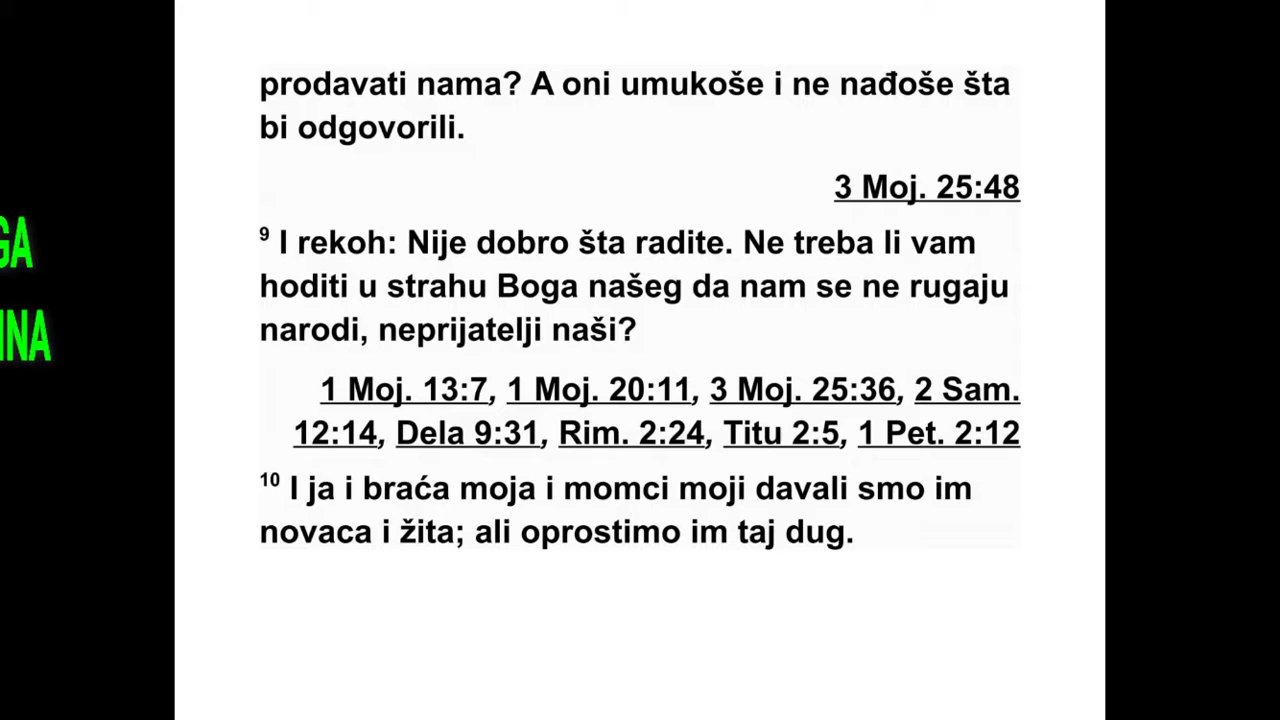 prodavati nama? A oni umukoše i ne nađoše šta
bi odgovorili.
3 Moj. 25:48
9 I rekoh: Nije dobro šta radite. Ne treba li vam
hoditi u strahu Boga našeg da nam se ne rugaju
narodi, neprijatelji naši?
1 Moj. 13:7, 1 Moj. 20:11, 3 Moj. 25:36, 2 Sam.
12:14, Dela 9:31, Rim. 2:24, Titu 2:5, 1 Pet. 2:12
10 I ja i braća moja i momci moji davali smo im
novaca i žita; ali oprostimo im taj dug.